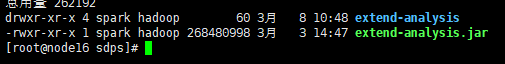 总用量 262192
drwxr-xr-x 4 spark hadoop        60 3月   8 10:48 extend-analysis
-rwxr-xr-x 1 spark hadoop 268480998 3月   3 14:47 extend-analysis.jar
[root@node16 sdps]#